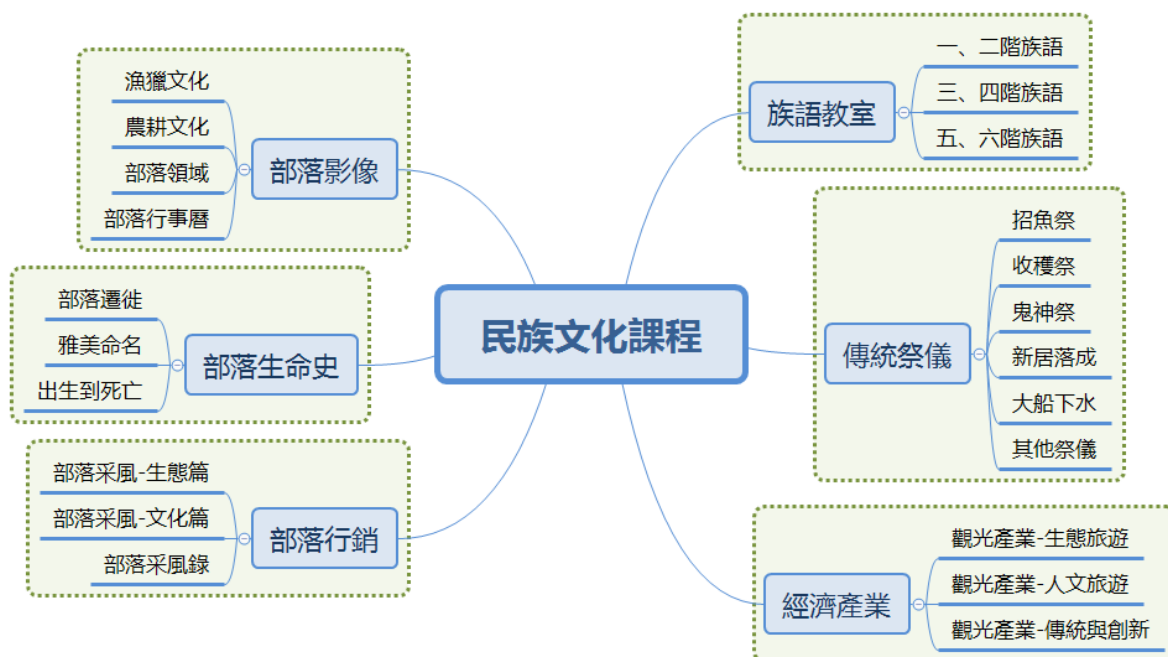 民族文化課程
族語教室
一、二階族語
三、四階族語
五、六階族語
傳統祭儀
招魚祭
收穫祭
鬼神祭
新居落成
大船下水
其他祭儀
經濟產業
觀光產業-生態旅遊
觀光產業-人文旅遊
觀光產業-傳統與創新
部落影像
漁獵文化
農耕文化
部落領域
部落行事曆
部落生命史
部落遷徙
雅美命名
出生到死亡
部落行銷
部落采風-生態篇
部落采風-文化篇
部落采風錄